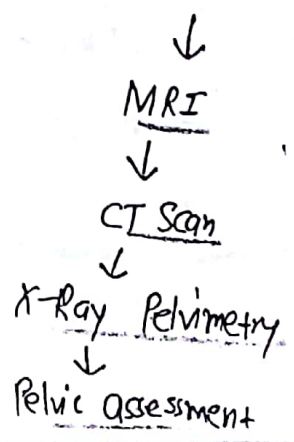 ↓
MRI
↓
CT Scan
↓
X-Ray Pelvimetry
↓
Pelvic assessment